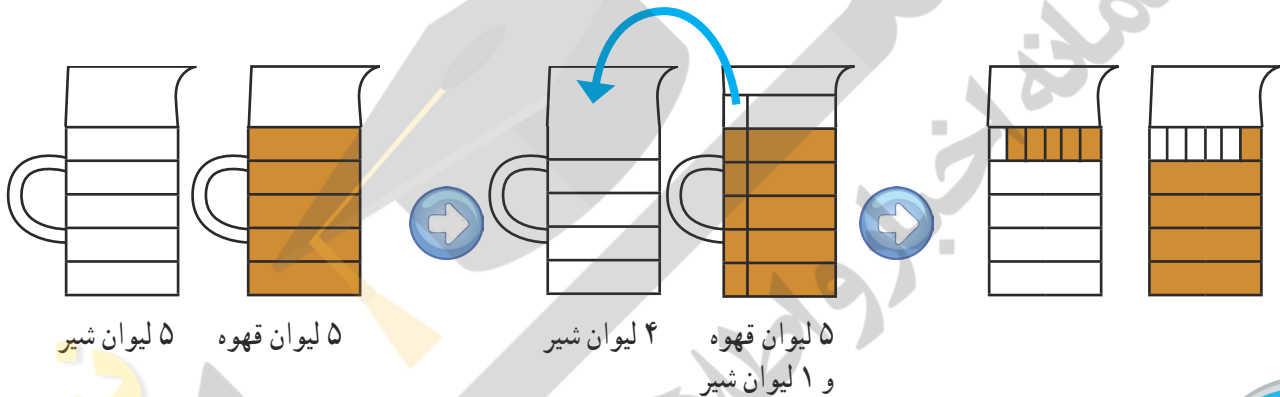 ۵ لیوان شیر
۵ لیوان قهوه
۴ لیوان شیر
۵ لیوان قهوه
و ۱ لیوان شیر